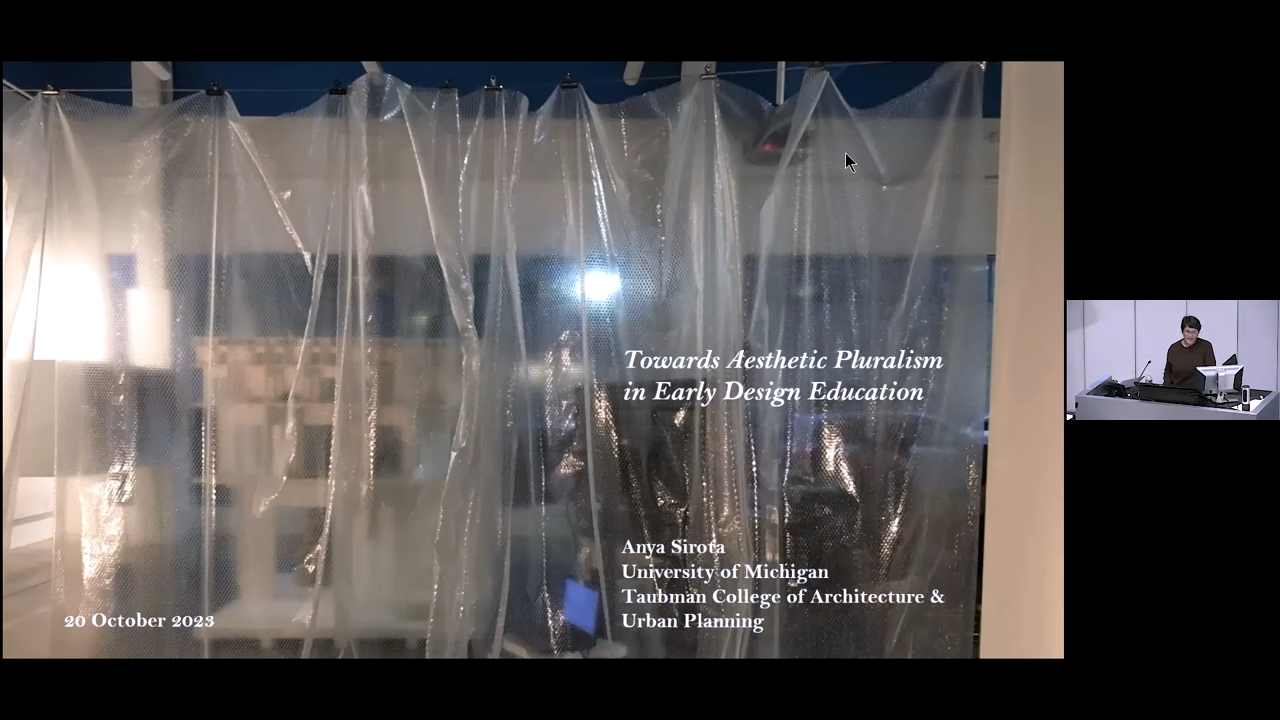 Towards Aesthetic Pluralism
in Early Design Education
Anya Sirota
University of Michigan
Taubman College of Architecture &
Urban Planning
20 October 2023